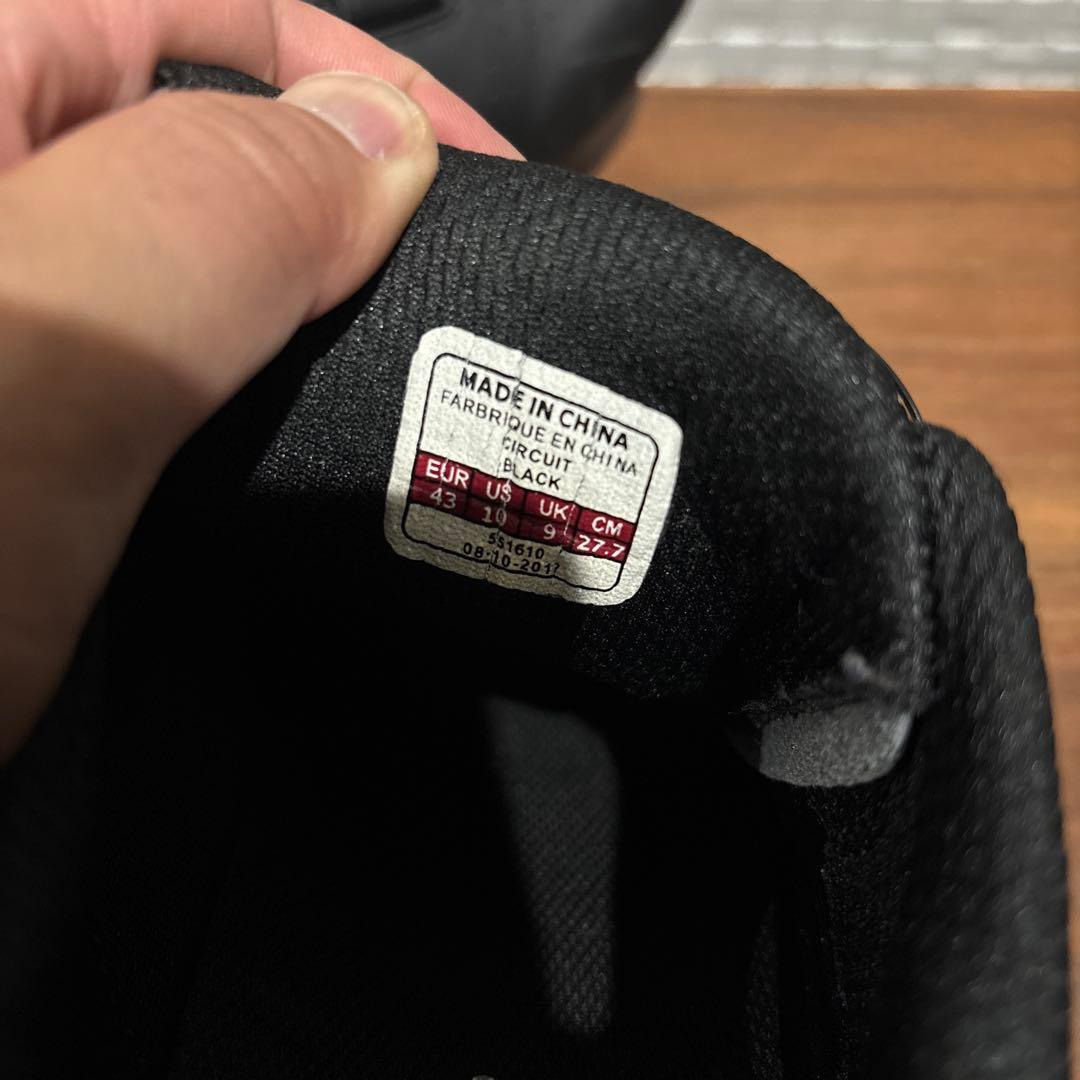 MADE IN CHINA
FARBRIQUE EN CHINA
CIRCUIT
BLACK
EUR US UK CM
43 10 9 27.7
551610
08-10-2017